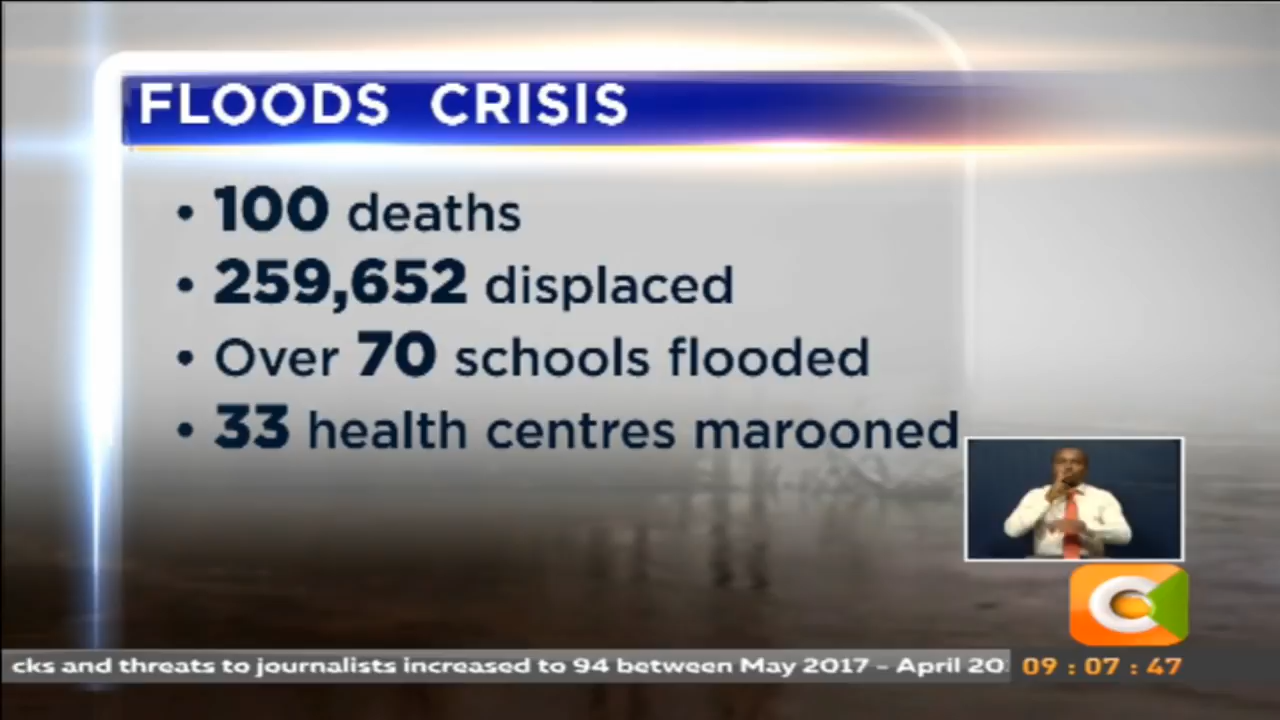 FLOODS CRISIS
• 100 deaths
• 259,652 displaced
• Over 70 schools flooded
• 33 health centres marooned
cks and threats to journalists increased to 94 between May 2017 - April 20
09 : 07 : 47